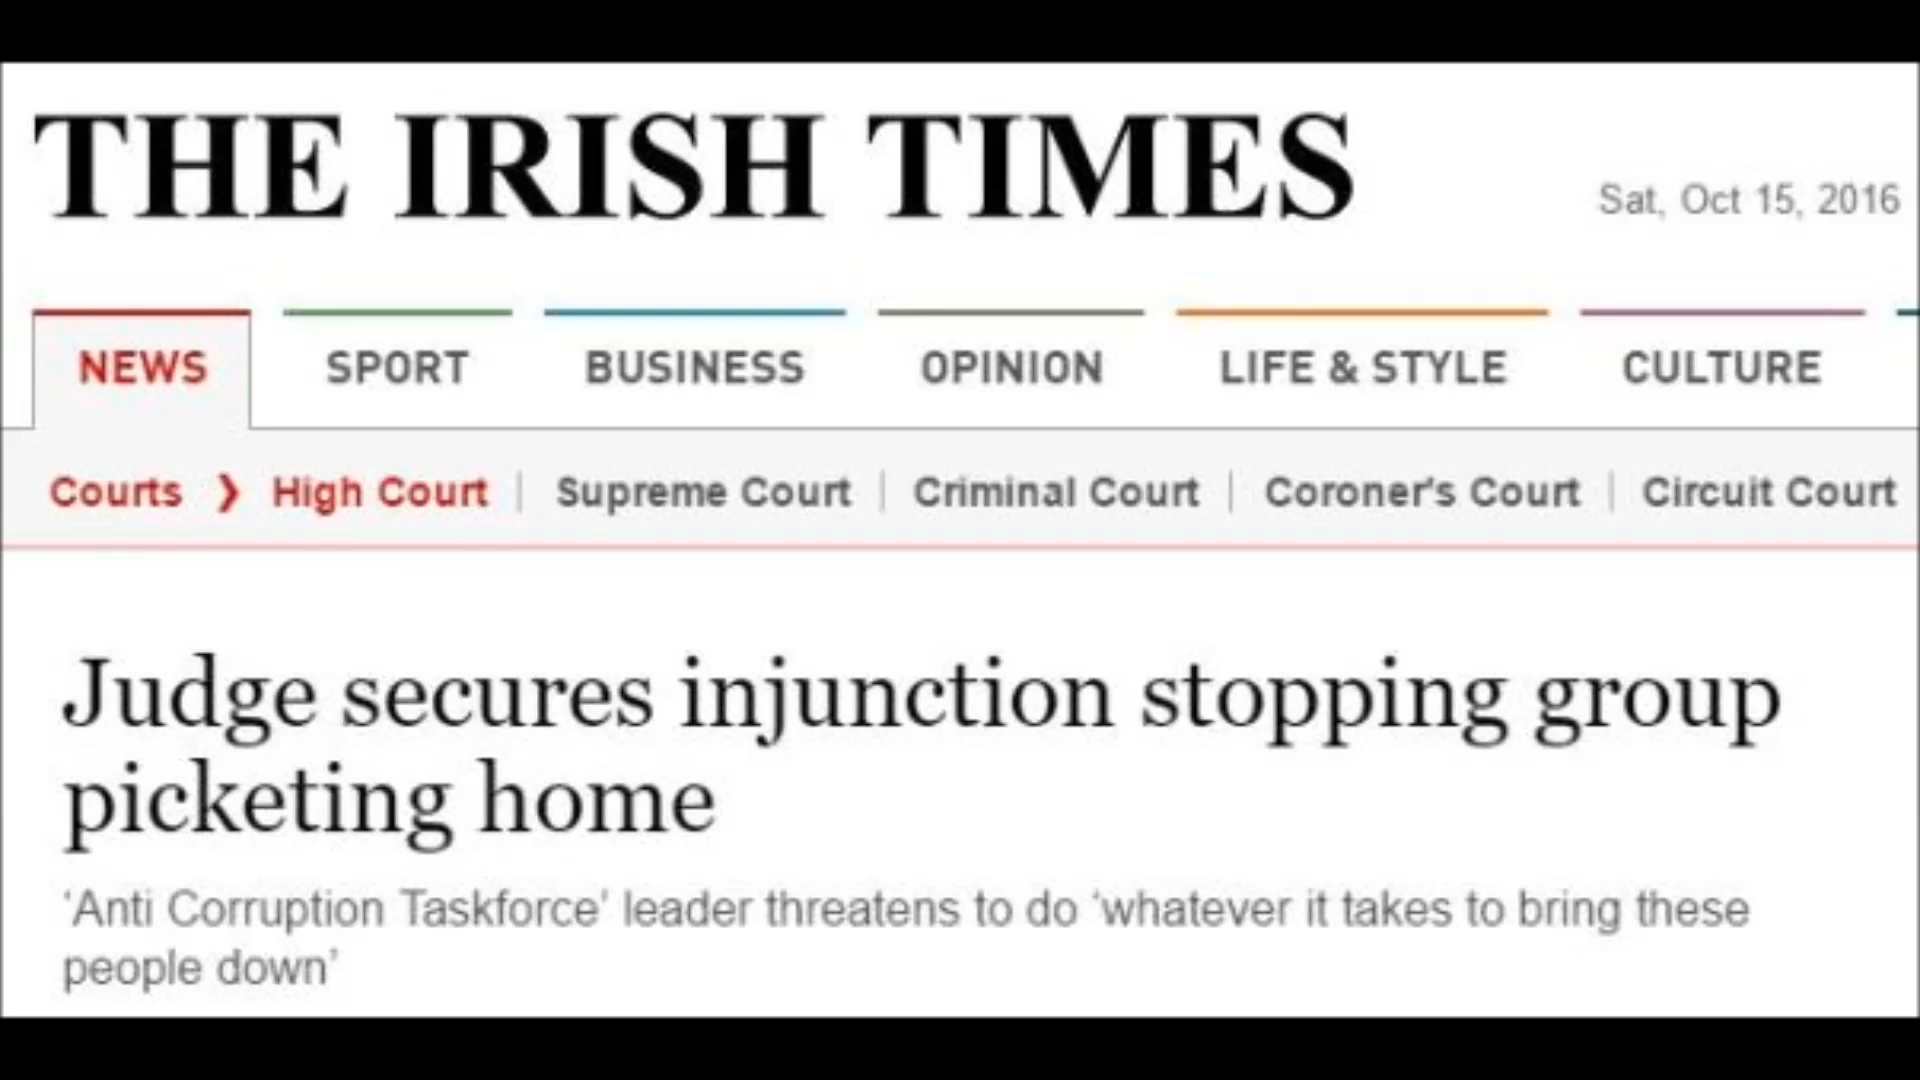 THE IRISH TIMES
Sat, Oct 15, 2016
NEWS SPORT BUSINESS OPINION LIFE & STYLE CULTURE
Courts ❯ High Court | Supreme Court | Criminal Court | Coroner's Court | Circuit Court
Judge secures injunction stopping group
picketing home
‘Anti Corruption Taskforce’ leader threatens to do ‘whatever it takes to bring these
people down’